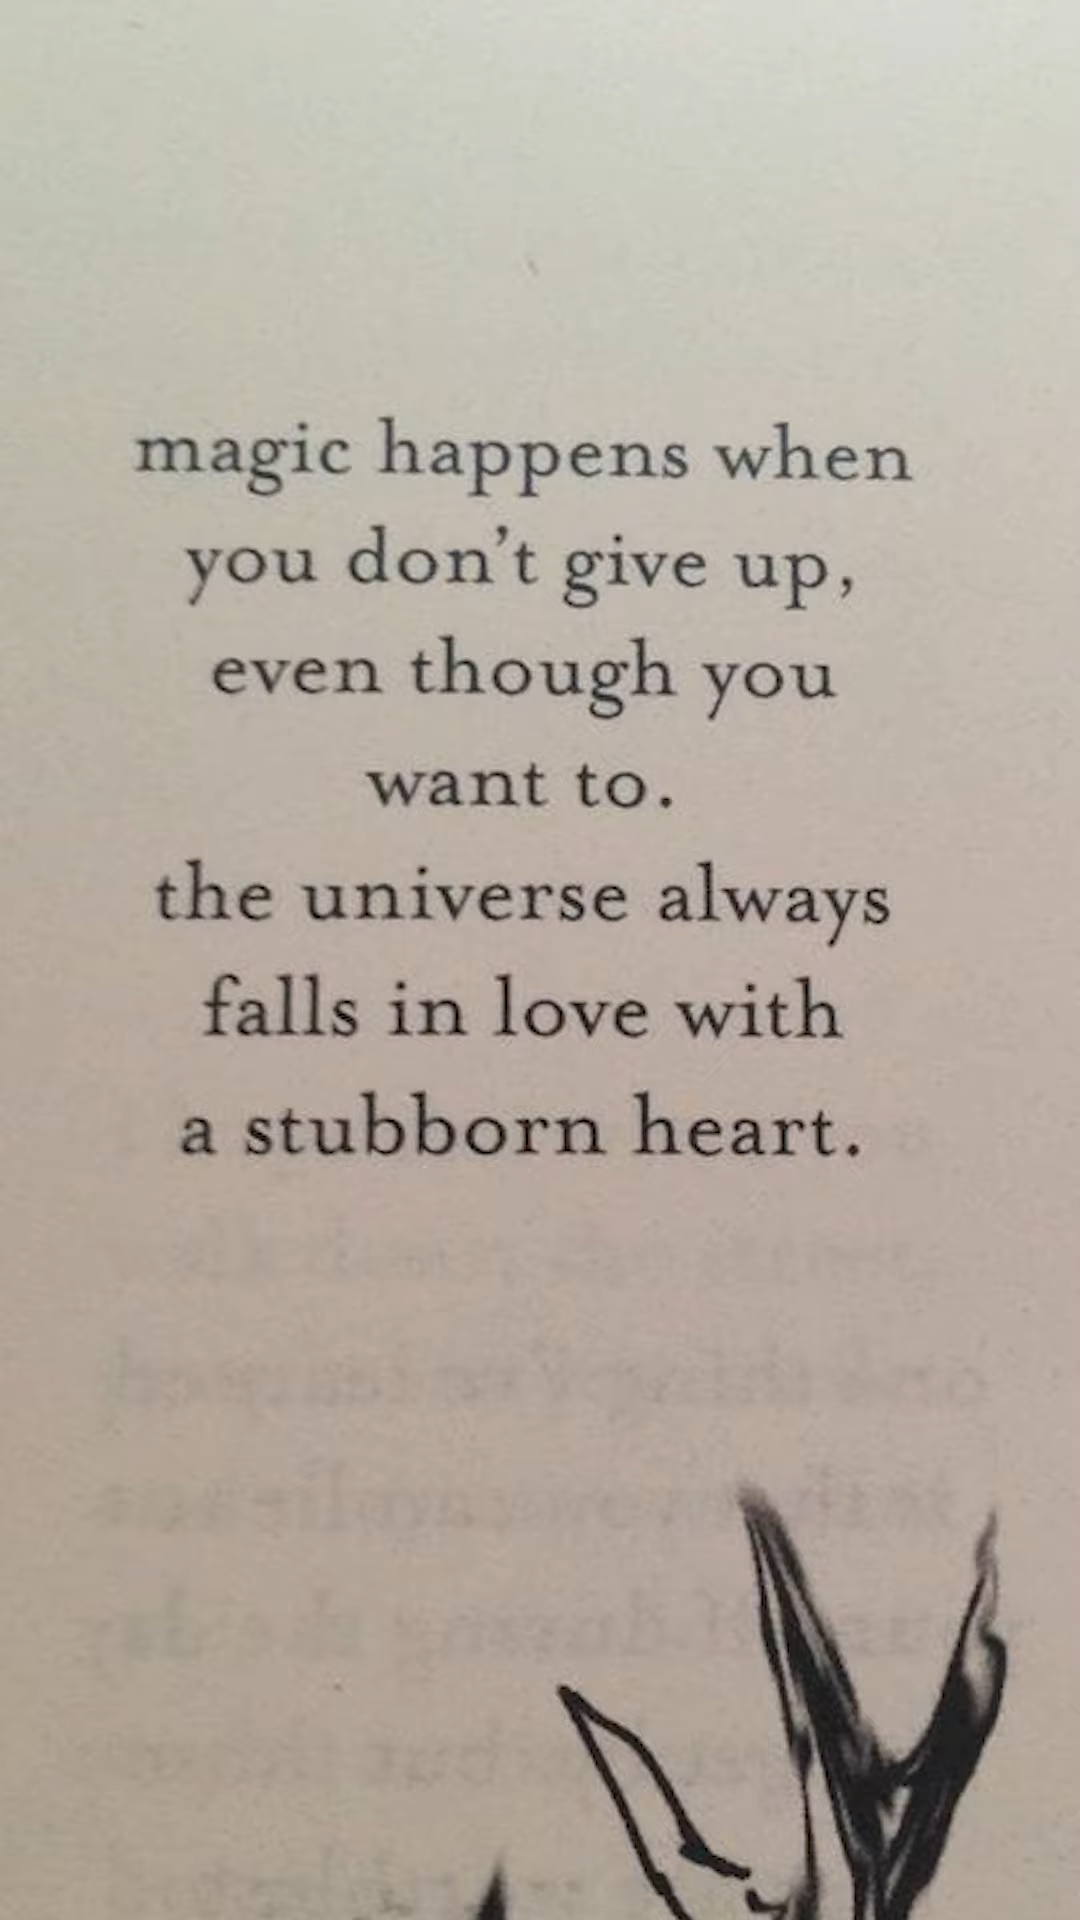 magic happens when
you don't give up,
even though you
want to.
the universe always
falls in love with
a stubborn heart.